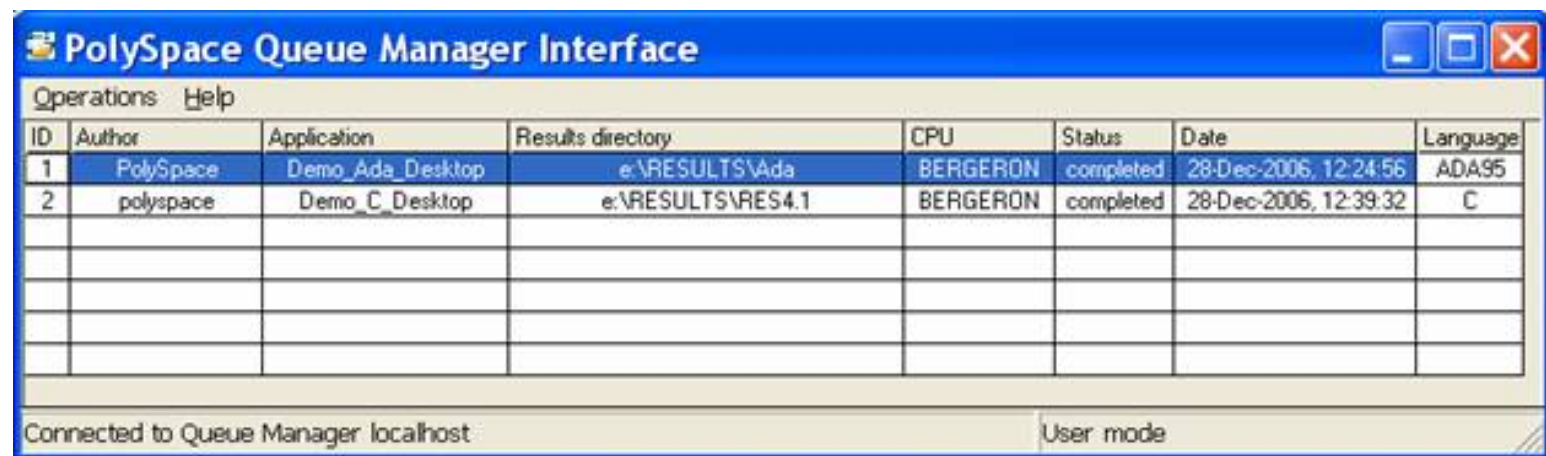 PolySpace Queue Manager Interface
Operations Help
ID Author Application Results directory CPU Status Date Language
1 PolySpace Demo_Ada_Desktop e:\RESULTS\Ada BERGERON completed 28-Dec-2006, 12:24:56 ADA95
2 polyspace Demo_C_Desktop e:\RESULTS\RES4.1 BERGERON completed 28-Dec-2006, 12:39:32 C
Connected to Queue Manager localhost User mode